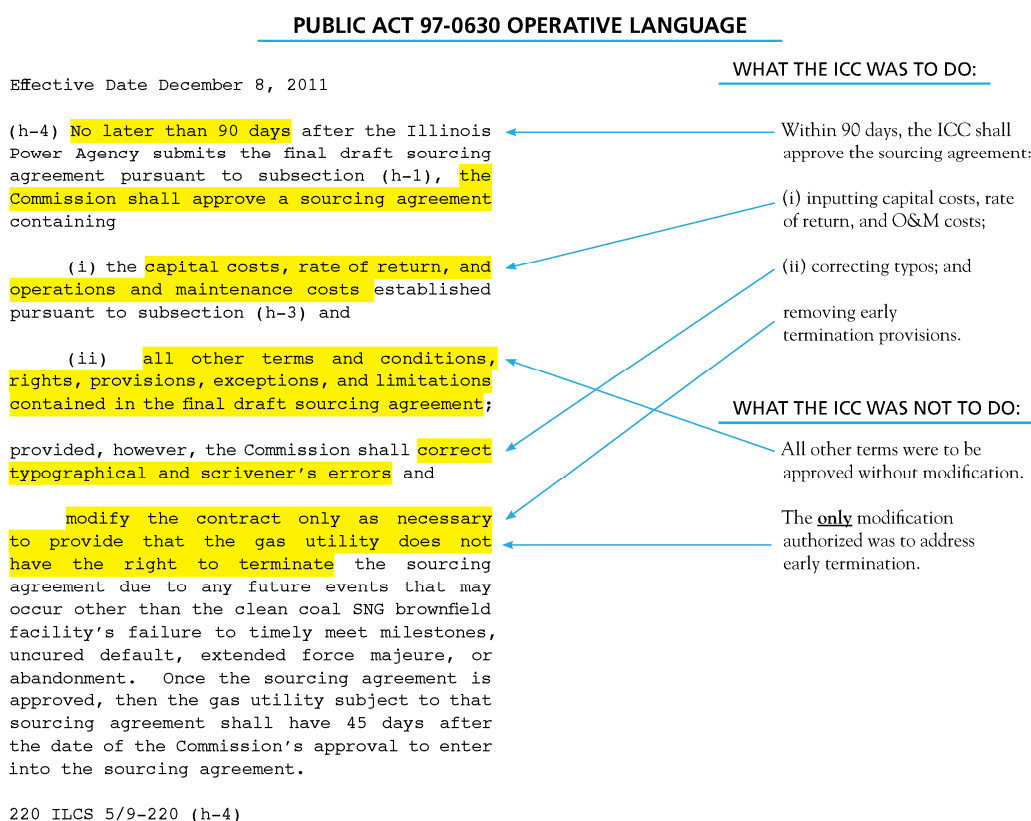 PUBLIC ACT 97-0630 OPERATIVE LANGUAGE
Effective Date December 8, 2011
(h-4) No later than 90 days after the Illinois
Power Agency submits the final draft sourcing
agreement pursuant to subsection (h-1), the
Commission shall approve a sourcing agreement
containing
(i) the capital costs, rate of return, and
operations and maintenance costs established
pursuant to subsection (h-3) and
(ii) all other terms and conditions,
rights, provisions, exceptions, and limitations
contained in the final draft sourcing agreement;
provided, however, the Commission shall correct
typographical and scrivener's errors and
modify the contract only as necessary
to provide that the gas utility does not
have the right to terminate the sourcing
agreement due to any future events that may
occur other than the clean coal SNG brownfield
facility's failure to timely meet milestones,
uncured default, extended force majeure, or
abandonment. Once the sourcing agreement is
approved, then the gas utility subject to that
sourcing agreement shall have 45 days after
the date of the Commission's approval to enter
into the sourcing agreement.
220 ILCS 5/9-220 (h-4)
WHAT THE ICC WAS TO DO:
Within 90 days, the ICC shall
approve the sourcing agreement:
(i) inputting capital costs, rate
of return, and O&M costs;
(ii) correcting typos; and
removing early
termination provisions.
WHAT THE ICC WAS NOT TO DO:
All other terms were to be
approved without modification.
The only modification
authorized was to address
early termination.